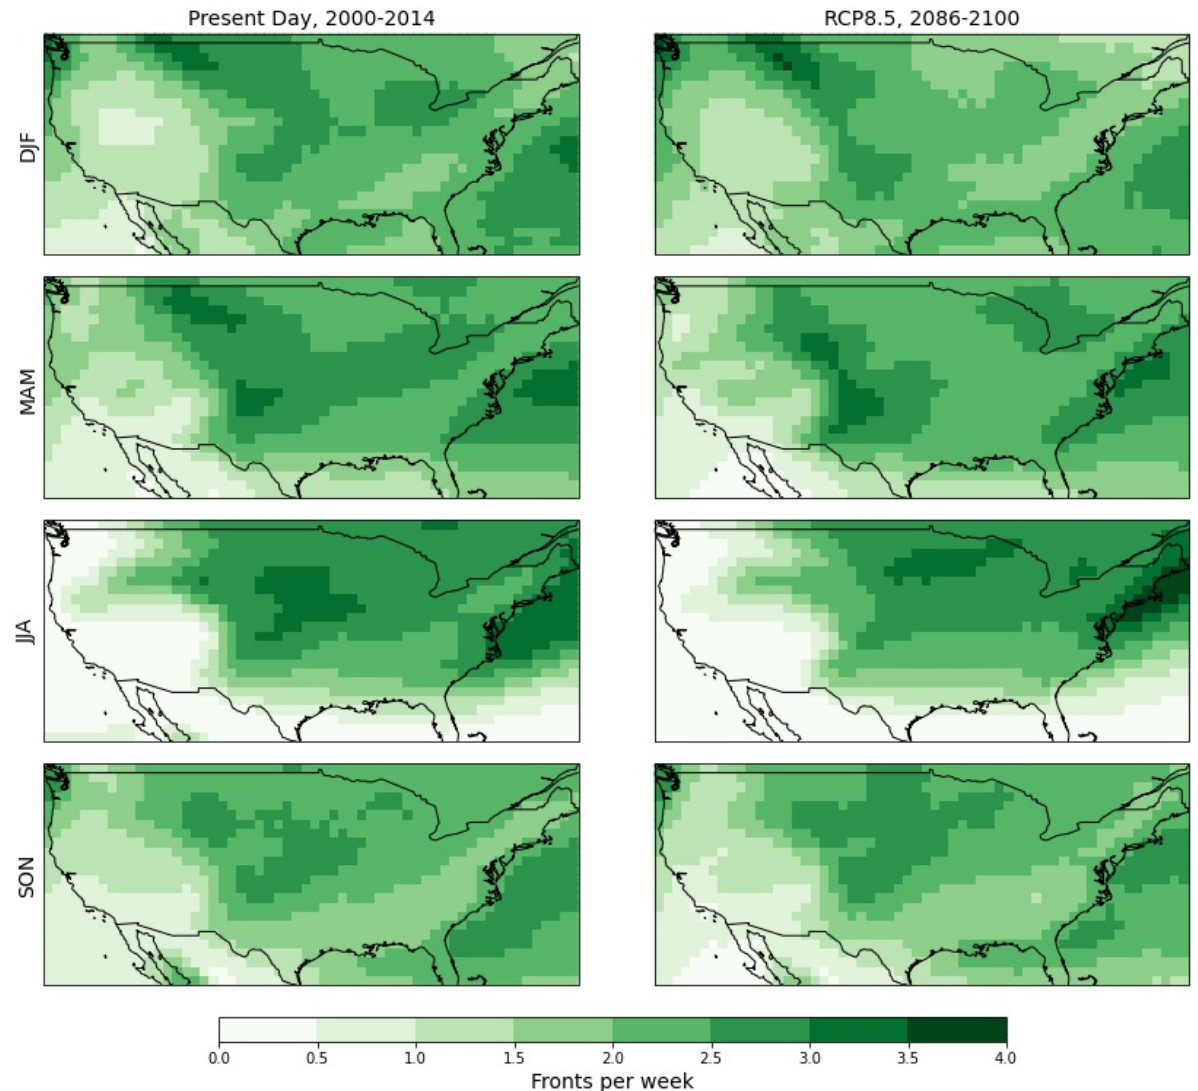 Present Day, 2000-2014
RCP8.5, 2086-2100
DJF
MAM
JJA
SON
0.0 0.5 1.0 1.5 2.0 2.5 3.0 3.5 4.0
Fronts per week